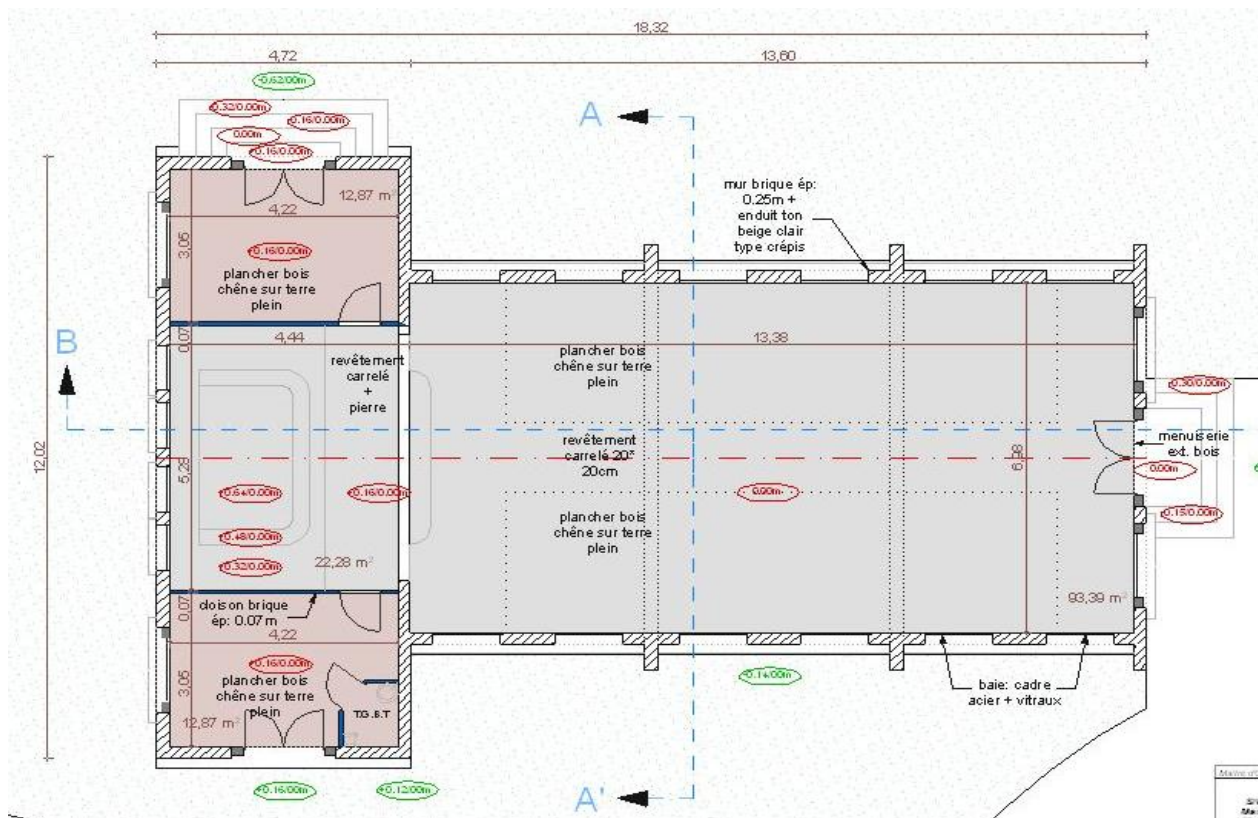 18,32
4,72
13,60
-0.62/00m
-0.32/0.00m
-0.16/0.00m
0.00m
+0.16/0.00m
A
12,87 m²
4,22
mur brique ép:
0.25m +
enduit ton
beige clair
type crépis
3,05
+0.16/0.00m
plancher bois
chêne sur terre
plein
0,07
4,44
13,38
B
revêtement
carrelé
+
pierre
plancher bois
chêne sur terre
plein
-0.30/0.00m
12,02
5,28
revêtement
carrelé 20*
20cm
6,98
menuiserie
ext. bois
0.00m
+0.64/0.00m
+0.16/0.00m
0.00m
-0.15/0.00m
plancher bois
chêne sur terre
plein
+0.48/0.00m
+0.32/0.00m
22,28 m²
0,07
cloison brique
ép: 0.07 m
93,39 m²
4,22
+0.16/0.00m
3,05
plancher bois
chêne sur terre
plein
T.G.B.T
12,87 m²
-0.14/00m
baie: cadre
acier + vitraux
+0.16/00m
+0.12/00m
A'